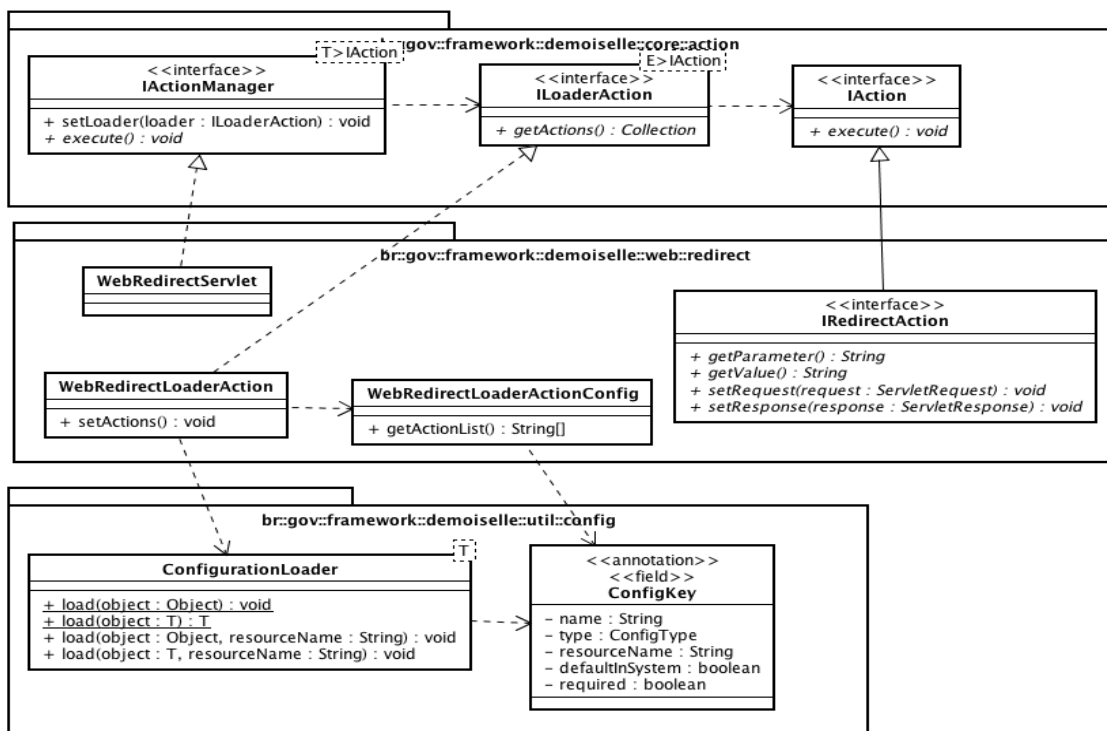 br::gov::framework::demoiselle::core::action
T>IAction
<<interface>>
IActionManager
+ setLoader(loader : ILoaderAction) : void
+ execute() : void
E>IAction
<<interface>>
ILoaderAction
+ getActions() : Collection
<<interface>>
IAction
+ execute() : void
br::gov::framework::demoiselle::web::redirect
WebRedirectServlet
<<interface>>
IRedirectAction
+ getParameter() : String
+ getValue() : String
+ setRequest(request : ServletRequest) : void
+ setResponse(response : ServletResponse) : void
WebRedirectLoaderAction
+ setActions() : void
WebRedirectLoaderActionConfig
+ getActionList() : String[]
br::gov::framework::demoiselle::util::config
T
ConfigurationLoader
+ load(object : Object) : void
+ load(object : T) : T
+ load(object : Object, resourceName : String) : void
+ load(object : T, resourceName : String) : void
<<annotation>>
<<field>>
ConfigKey
− name : String
− type : ConfigType
− resourceName : String
− defaultInSystem : boolean
− required : boolean